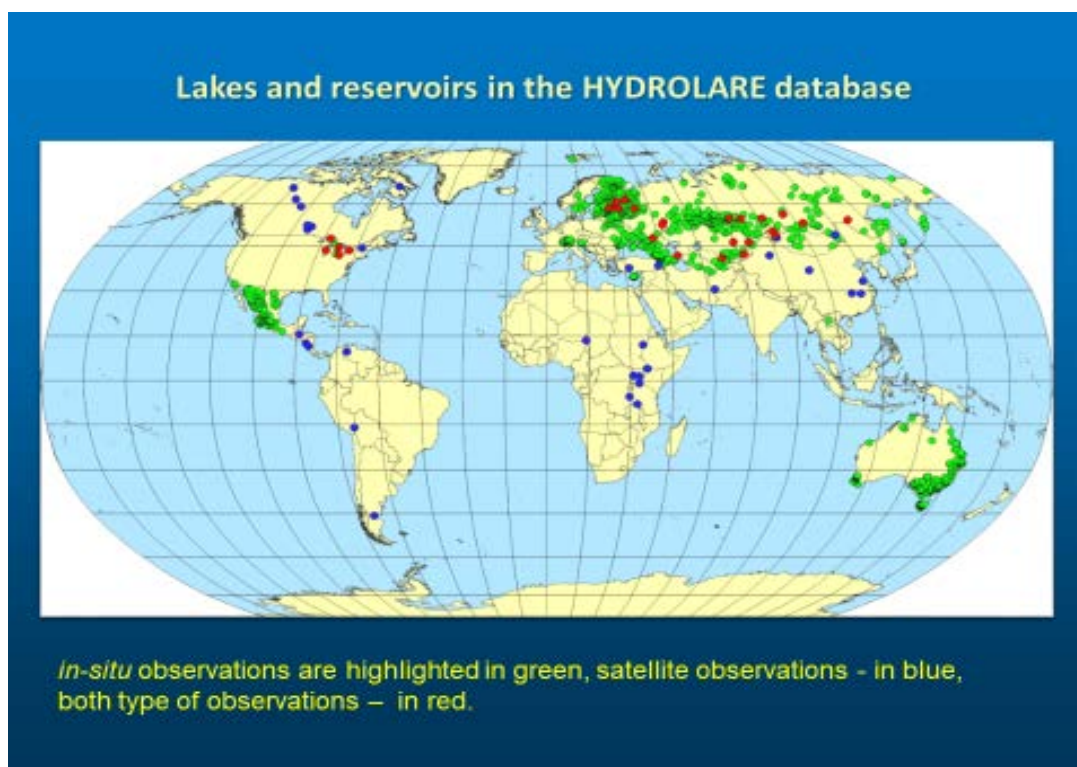 Lakes and reservoirs in the HYDROLARE database
in-situ observations are highlighted in green, satellite observations - in blue,
both type of observations – in red.